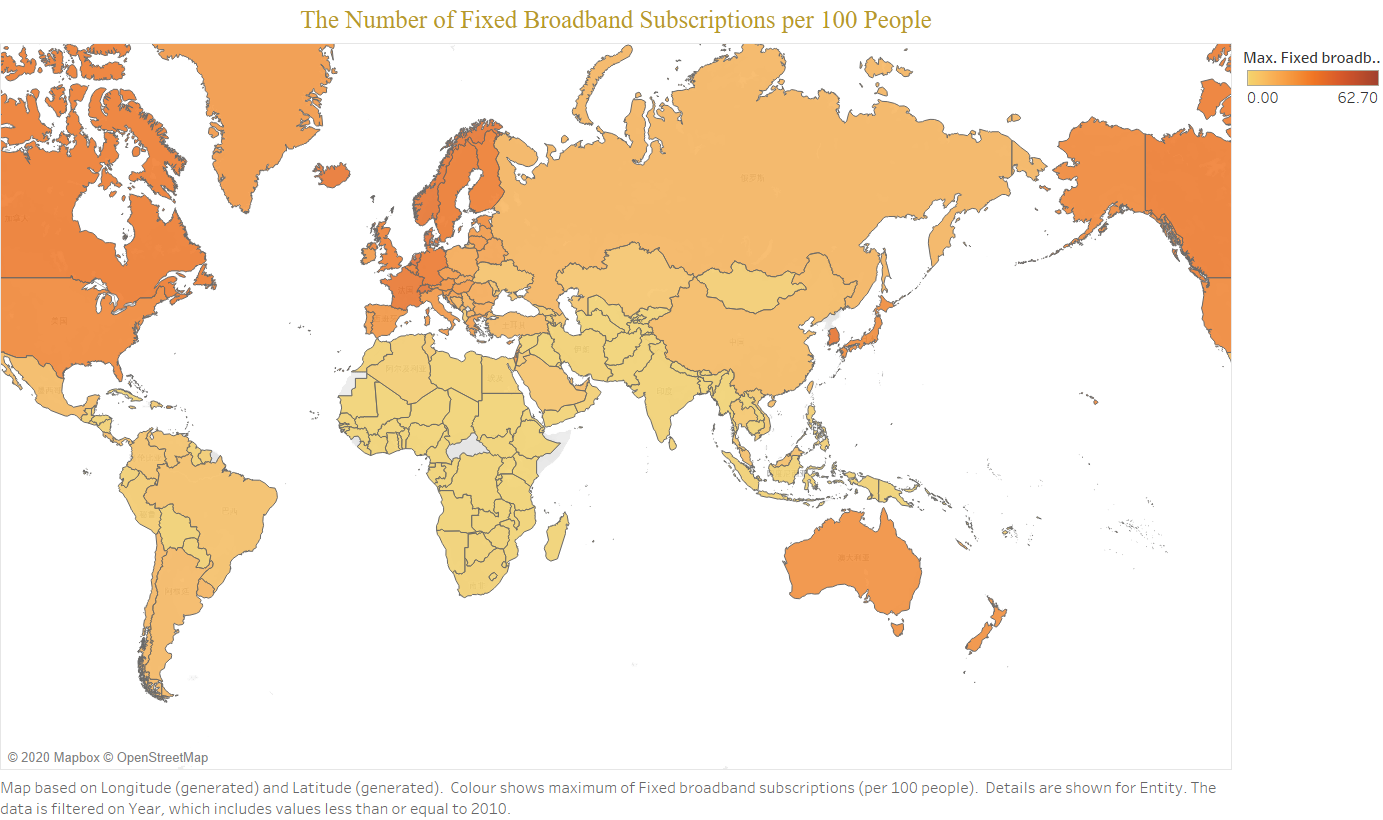 The Number of Fixed Broadband Subscriptions per 100 People
Max. Fixed broadb..
0.00 62.70
© 2020 Mapbox © OpenStreetMap
Map based on Longitude (generated) and Latitude (generated). Colour shows maximum of Fixed broadband subscriptions (per 100 people). Details are shown for Entity. The
data is filtered on Year, which includes values less than or equal to 2010.